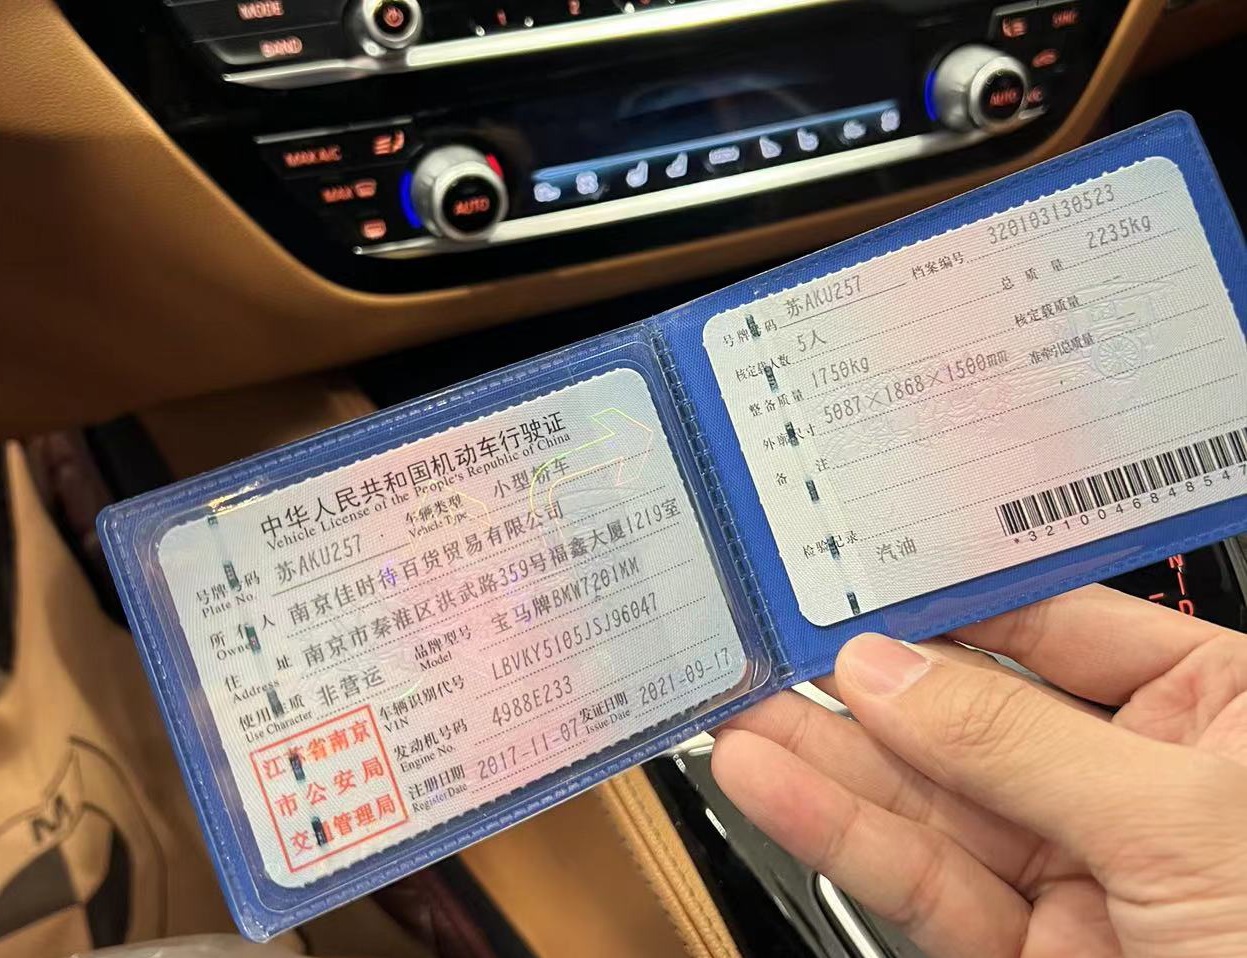 MODE
BAND
1
2
MAX A/C
MAX
AUTO
AUTO
SYNC
中华人民共和国机动车行驶证
Vehicle License of the People's Republic of China
号牌号码 苏AKU257 车辆类型 小型轿车
Plate No. Vehicle Type
所有人 南京佳时待百货贸易有限公司
Owner
住址 南京市秦淮区洪武路359号福鑫大厦1219室
Address
使用性质 非营运 品牌型号 宝马牌BMW7201KM
Use Character Model
车辆识别代号 LBVKY5105JSJ96047
VIN
发动机号码 4988E233
Engine No.
注册日期 2017-11-07 发证日期 2021-09-17
Register Date Issue Date
江苏省南京
市公安局
交通管理局
号牌号码 苏AKU257 档案编号 320103130523
核定载人数 5人 总质量 2235kg
整备质量 1750kg 核定载质量
外廓尺寸 5087×1868×1500mm 准牵引总质量
备注
检验记录 汽油
*3210046848547
M